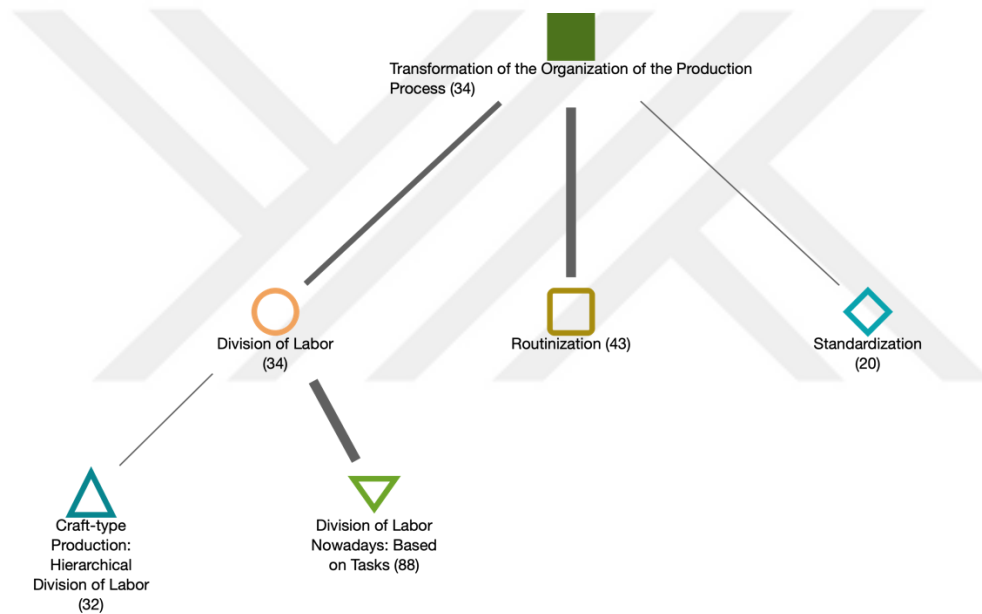 Transformation of the Organization of the Production
Process (34)
Division of Labor
(34)
Routinization (43)
Standardization
(20)
Craft-type
Production:
Hierarchical
Division of Labor
(32)
Division of Labor
Nowadays: Based
on Tasks (88)